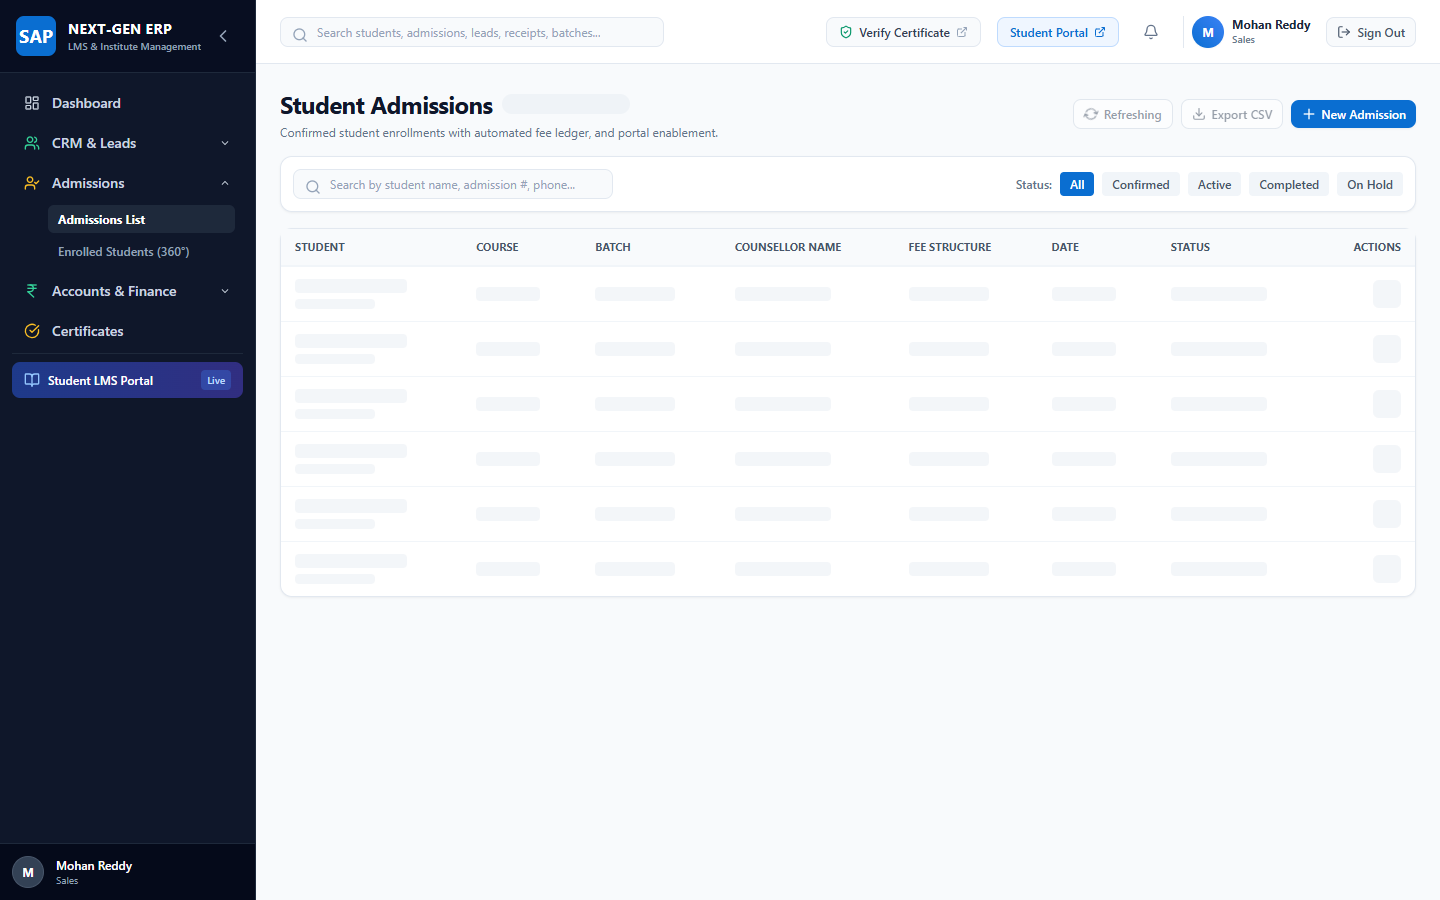 SAP
NEXT-GEN ERP
LMS & Institute Management
Dashboard
CRM & Leads
Admissions
Admissions List
Enrolled Students (360°)
Accounts & Finance
Certificates
Student LMS Portal
Live
M
Mohan Reddy
Sales
Search students, admissions, leads, receipts, batches...
Verify Certificate
Student Portal
M
Mohan Reddy
Sales
Sign Out
Student Admissions
Confirmed student enrollments with automated fee ledger, and portal enablement.
Refreshing
Export CSV
New Admission
Search by student name, admission #, phone...
Status:
All
Confirmed
Active
Completed
On Hold
STUDENT
COURSE
BATCH
COUNSELLOR NAME
FEE STRUCTURE
DATE
STATUS
ACTIONS